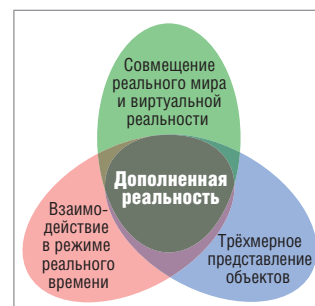 Совмещение
реального мира
и виртуальной
реальности
Дополненная
реальность
Взаимо-
действие
в режиме
реального
времени
Трёхмерное
представление
объектов